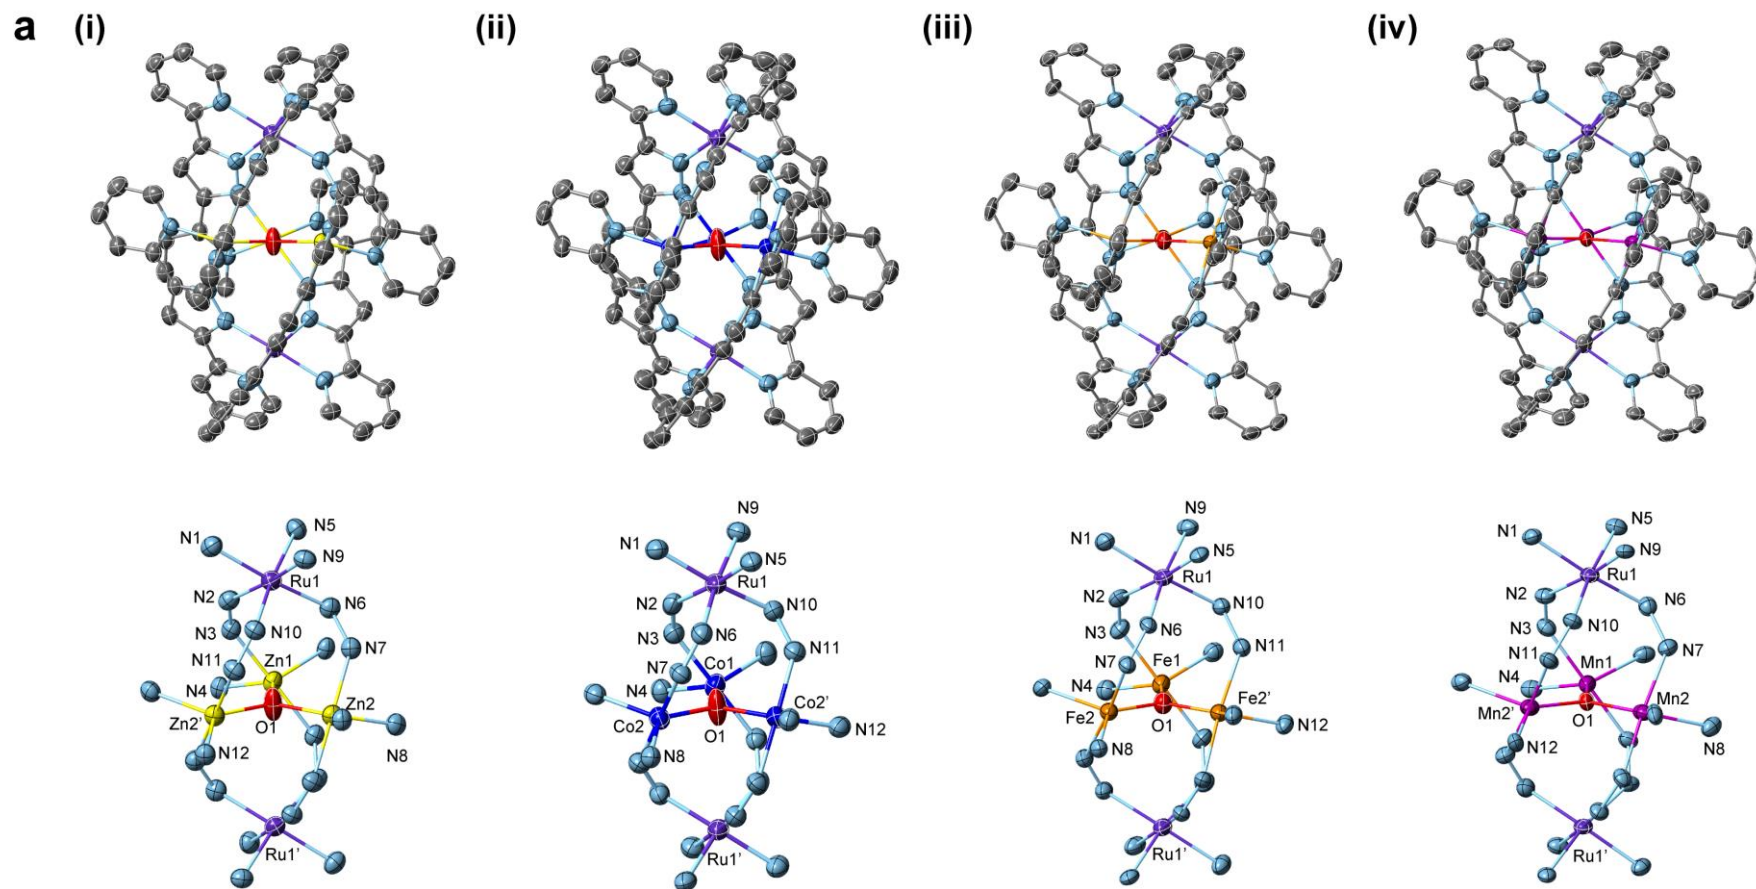 a (i) (ii) (iii) (iv)
N5
N1
N9
Ru1
N2
N6
N3
N10
N7
N11
Zn1
N4
Zn2
Zn2'
O1
N12
N8
Ru1'
N9
N1
N5
Ru1
N2
N10
N3
N6
N11
N7
Co1
N4
Co2'
Co2
O1
N12
N8
Ru1'
N9
N1
N5
Ru1
N2
N10
N3
N6
N11
N7
Fe1
N4
Fe2'
Fe2
O1
N12
N8
Ru1'
N5
N1
N9
Ru1
N2
N6
N3
N10
N7
N11
Mn1
N4
Mn2
Mn2'
O1
N8
N12
Ru1'